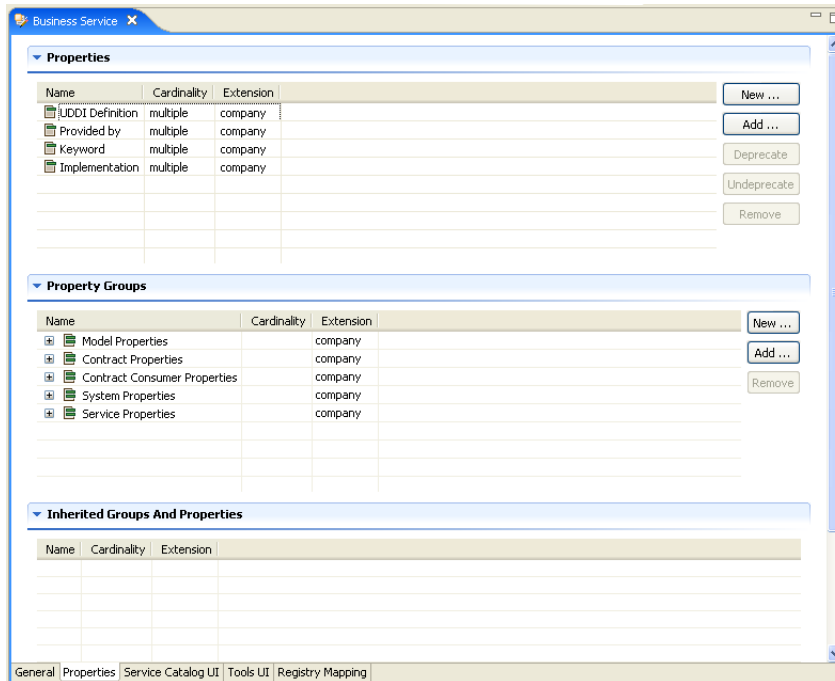 Business Service
Properties
Name Cardinality Extension
UDDI Definition multiple company
Provided by multiple company
Keyword multiple company
Implementation multiple company
New ...
Add ...
Deprecate
Undeprecate
Remove
Property Groups
Name Cardinality Extension
Model Properties company
Contract Properties company
Contract Consumer Properties company
System Properties company
Service Properties company
New ...
Add ...
Remove
Inherited Groups And Properties
Name Cardinality Extension
General Properties Service Catalog UI Tools UI Registry Mapping